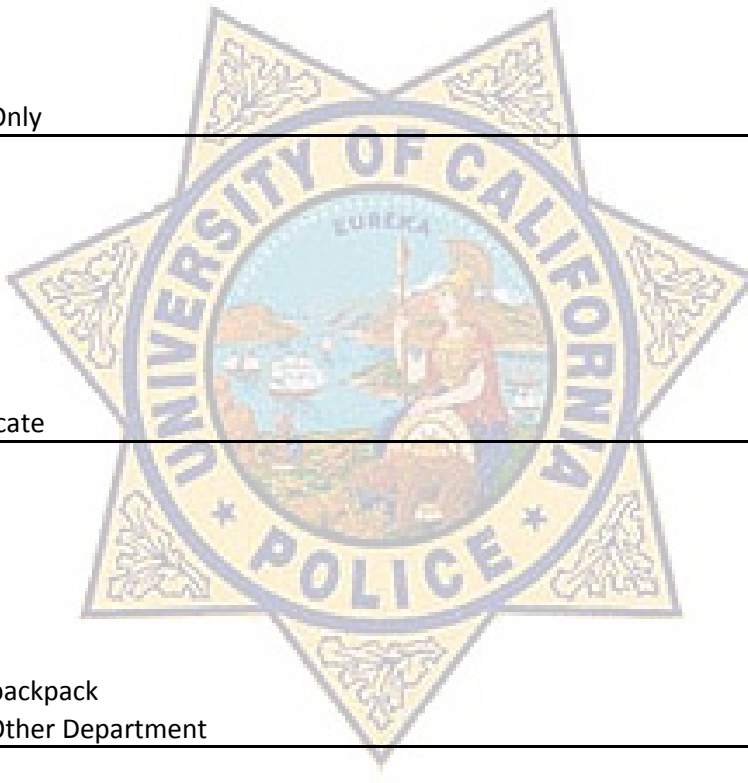 Only
UNIVERSITY OF CALIFORNIA
EUREKA
cate
POLICE
backpack
Other Department